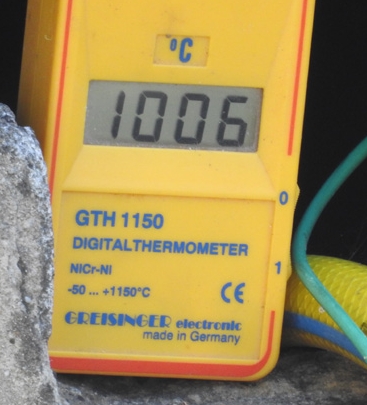 °C
1006
0
GTH 1150
DIGITALTHERMOMETER
NiCr-Ni
1
-50 ... +1150°C
CE
GREISINGER electronic
made in Germany